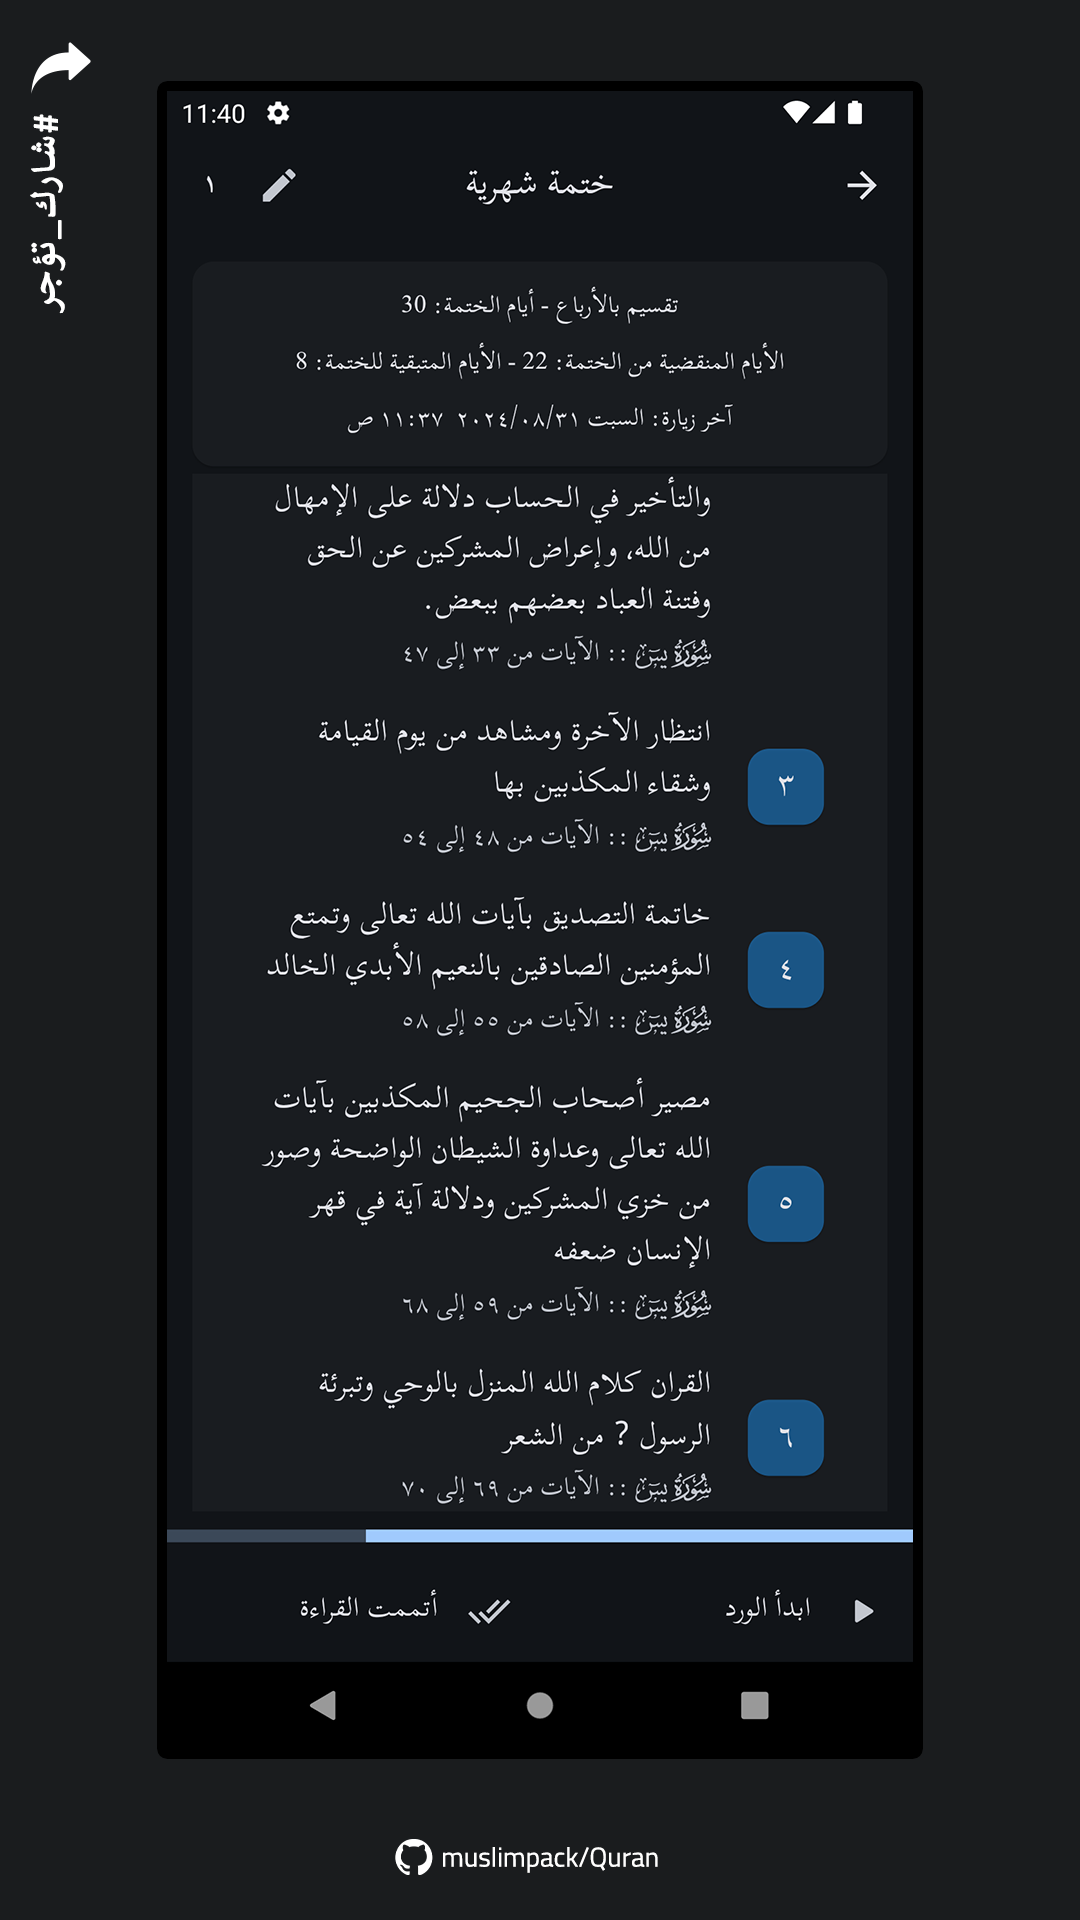 #شارك_تؤجر
11:40
ختمة شهرية
١
تقسيم بالأرباع - أيام الختمة: 30
الأيام المنقضية من الختمة: 22 - الأيام المتبقية للختمة: 8
آخر زيارة: السبت ٢٠٢٤/٠٨/٣١ ١١:٣٧ ص
والتأخير في الحساب دلالة على الإمهال
من الله، وإعراض المشركين عن الحق
وفتنة العباد بعضهم ببعض.
سُورَةُ يسٓ :: الآيات من ٣٣ إلى ٤٧
انتظار الآخرة ومشاهد من يوم القيامة
وشقاء المكذبين بها
٣
سُورَةُ يسٓ :: الآيات من ٤٨ إلى ٥٤
خاتمة التصديق بآيات الله تعالى وتمتع
المؤمنين الصادقين بالنعيم الأبدي الخالد
٤
سُورَةُ يسٓ :: الآيات من ٥٥ إلى ٥٨
مصير أصحاب الجحيم المكذبين بآيات
الله تعالى وعداوة الشيطان الواضحة وصور
من خزي المشركين ودلالة آية في قهر
٥
الإنسان ضعفه
سُورَةُ يسٓ :: الآيات من ٥٩ إلى ٦٨
القران كلام الله المنزل بالوحي وتبرئة
الرسول ? من الشعر
٦
سُورَةُ يسٓ :: الآيات من ٦٩ إلى ٧٠
ابدأ الورد
أتممت القراءة
muslimpack/Quran